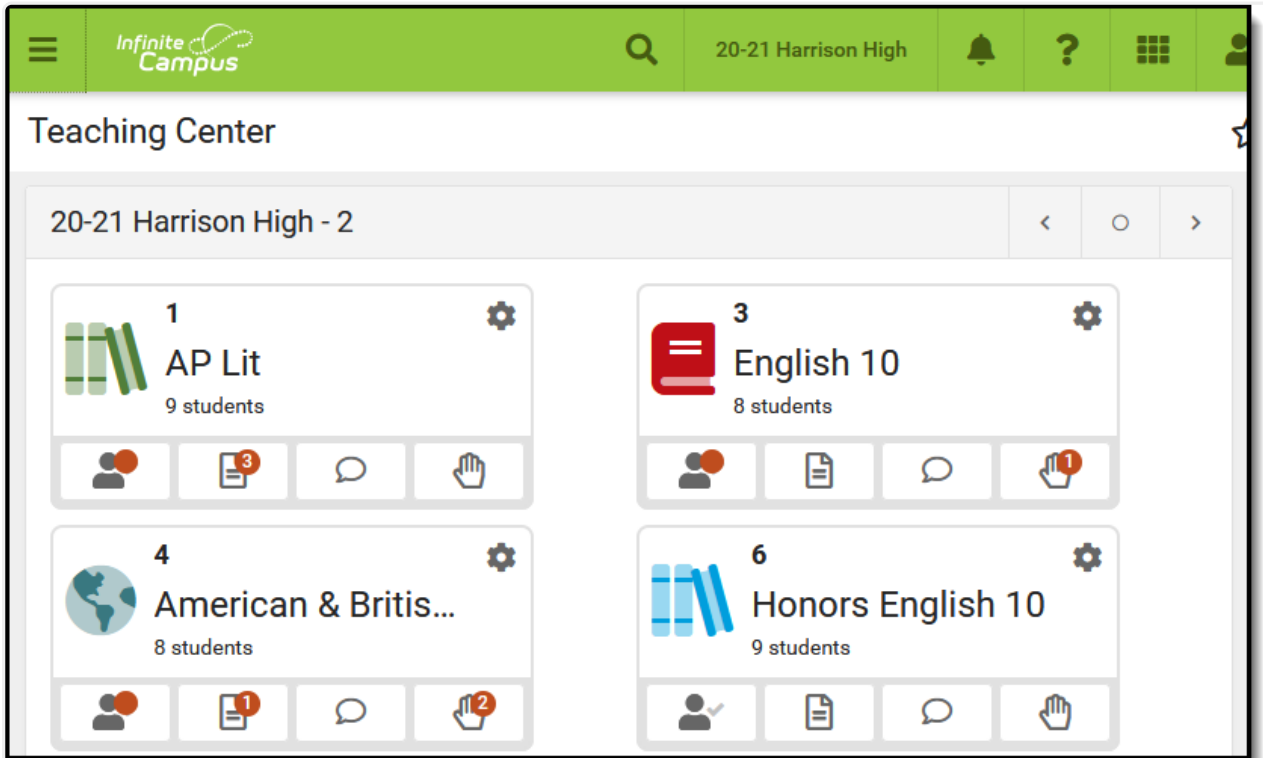 Infinite
Campus
20-21 Harrison High
?
Teaching Center
20-21 Harrison High - 2
1
AP Lit
9 students
3
3
English 10
8 students
1
4
American & Britis...
8 students
1
2
6
Honors English 10
9 students